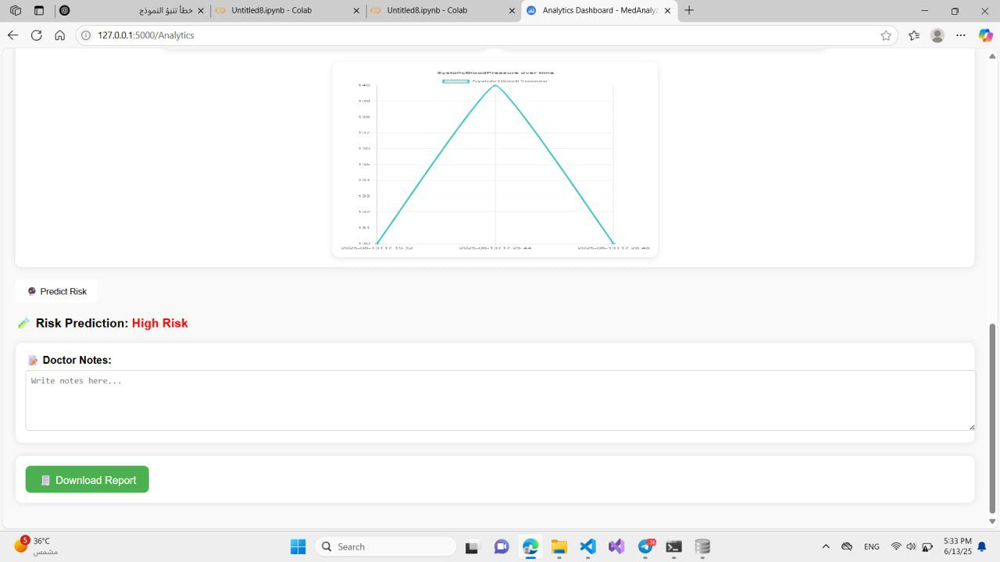 خطأ تنبؤ النموذج
Untitled8.ipynb - Colab
Untitled8.ipynb - Colab
Analytics Dashboard - MedAnalyz
127.0.0.1:5000/Analytics
SystolicBloodPressure over time
SystolicBloodPressure
140
139
138
137
136
135
134
133
132
131
130
2025-06-13T17:19:32 2025-06-13T17:25:44 2025-06-13T17:28:48
Predict Risk
Risk Prediction: High Risk
Doctor Notes:
Write notes here...
Download Report
5
36°C
مشمس
Search
36
ENG
5:33 PM
6/13/25